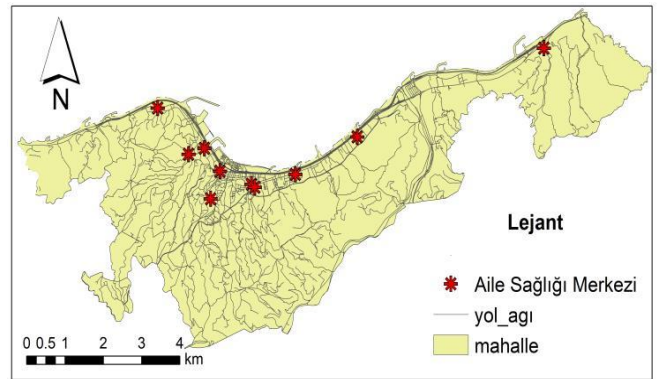 N
Lejant
Aile Sağlığı Merkezi
yol_agı
mahalle
0 0.5 1 2 3 4
km